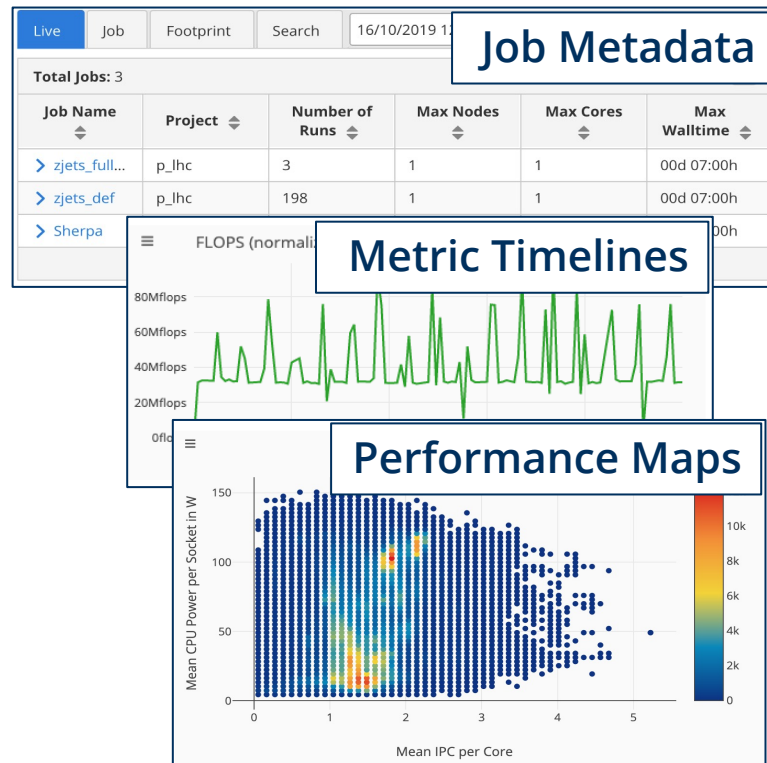 Live Job Footprint Search 16/10/2019
Job Metadata
Total Jobs: 3
Job Name Project Number of Runs Max Nodes Max Cores Max Walltime
zjets_full... p_lhc 3 1 1 00d 07:00h
zjets_def p_lhc 198 1 1 00d 07:00h
Sherpa
FLOPS
Metric Timelines
80Mflops
60Mflops
40Mflops
20Mflops
Performance Maps
Mean CPU Power per Socket in W
150
100
50
0
0 1 2 3 4 5
Mean IPC per Core
10k
8k
6k
4k
2k
0